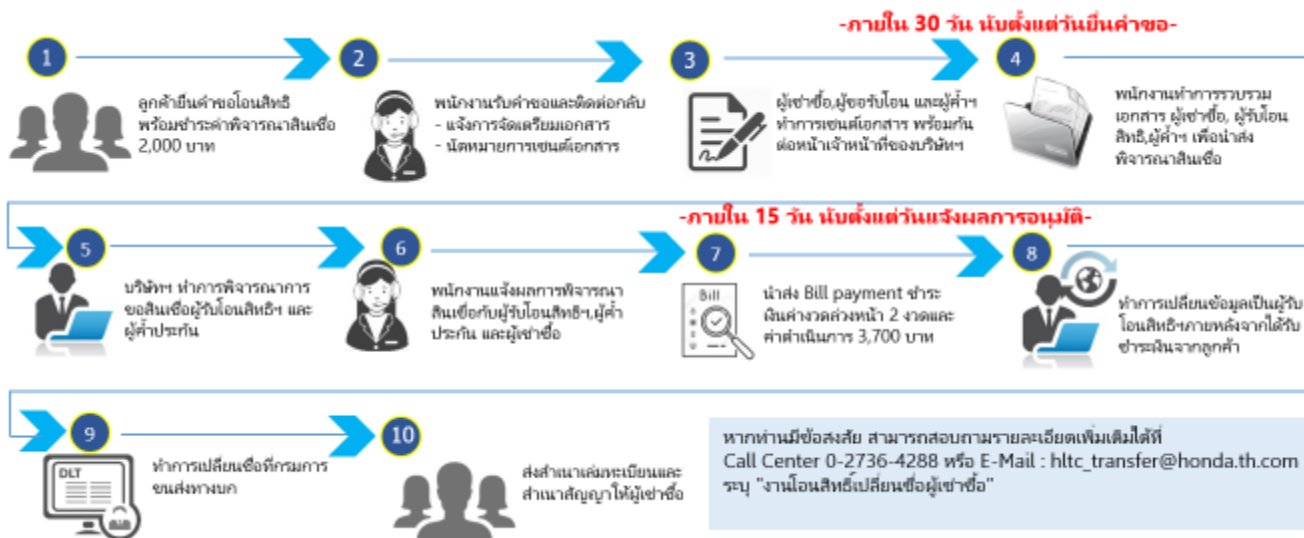 -ภายใน 30 วัน นับตั้งแต่วันยื่นคำขอ-
1
ลูกค้ายื่นคำขอโอนสิทธิ
พร้อมชำระค่าพิจารณาสินเชื่อ
2,000 บาท
2
พนักงานรับคำขอและติดต่อกลับ
- แจ้งการจัดเตรียมเอกสาร
- นัดหมายการเซนต์เอกสาร
3
ผู้เช่าซื้อ,ผู้ขอรับโอน และผู้ค้ำฯ
ทำการเซนต์เอกสาร พร้อมกัน
ต่อหน้าเจ้าหน้าที่ของบริษัทฯ
4
พนักงานทำการรวบรวม
เอกสาร ผู้เช่าซื้อ, ผู้รับโอน
สิทธิ,ผู้ค้ำฯ เพื่อนำส่ง
พิจารณาสินเชื่อ
-ภายใน 15 วัน นับตั้งแต่วันแจ้งผลการอนุมัติ-
5
บริษัทฯ ทำการพิจารณาการ
ขอสินเชื่อผู้รับโอนสิทธิฯ และ
ผู้ค้ำประกัน
6
พนักงานแจ้งผลการพิจารณา
สินเชื่อกับผู้รับโอนสิทธิฯ,ผู้ค้ำ
ประกัน และผู้เช่าซื้อ
7
Bill
นำส่ง Bill payment ชำระ
เงินค่างวดล่วงหน้า 2 งวดและ
ค่าดำเนินการ 3,700 บาท
8
ทำการเปลี่ยนข้อมูลเป็นผู้รับ
โอนสิทธิฯภายหลังจากได้รับ
ชำระเงินจากลูกค้า
9
DLT
ทำการเปลี่ยนชื่อที่กรมการ
ขนส่งทางบก
10
ส่งสำเนาเล่มทะเบียนและ
สำเนาสัญญาให้ผู้เช่าซื้อ
หากท่านมีข้อสงสัย สามารถสอบถามรายละเอียดเพิ่มเติมได้ที่
Call Center 0-2736-4288 หรือ E-Mail : hltc_transfer@honda.th.com
ระบุ "งานโอนสิทธิ์เปลี่ยนชื่อผู้เช่าซื้อ"